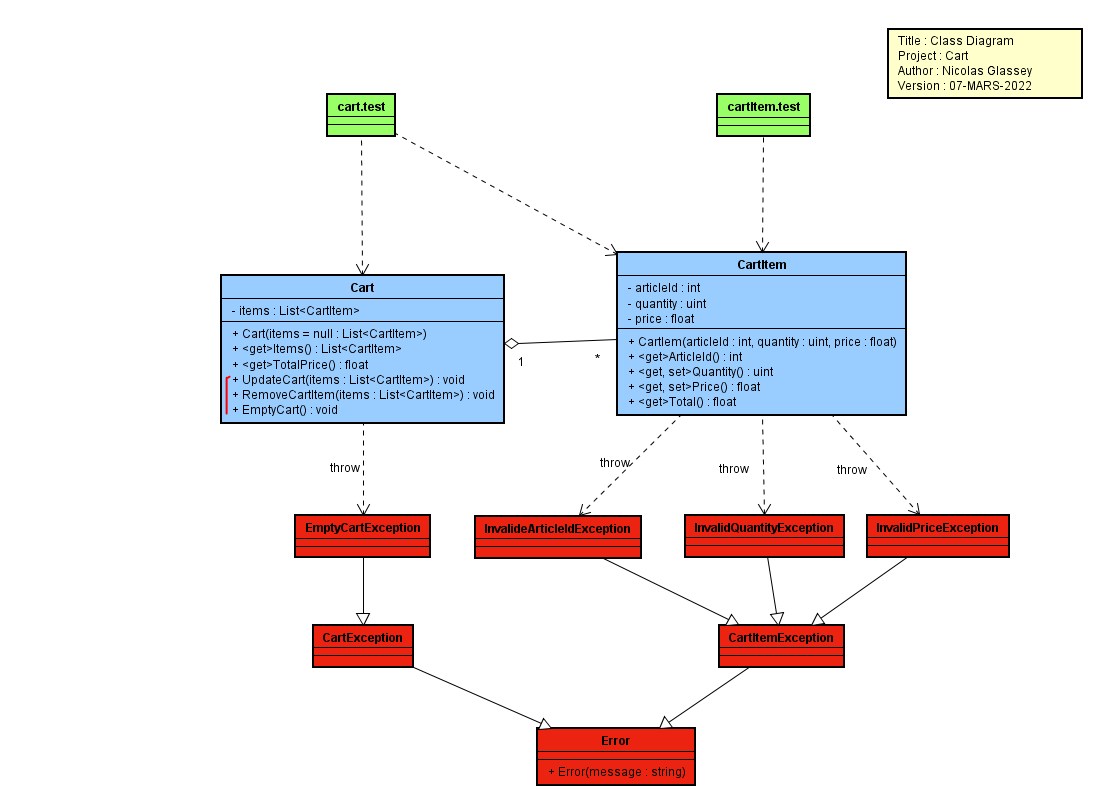 Title : Class Diagram
Project : Cart
Author : Nicolas Glassey
Version : 07-MARS-2022
cart.test
cartItem.test
Cart
- items : List<CartItem>
+ Cart(items = null : List<CartItem>)
+ <get>Items() : List<CartItem>
+ <get>TotalPrice() : float
+ UpdateCart(items : List<CartItem>) : void
+ RemoveCartItem(items : List<CartItem>) : void
+ EmptyCart() : void
1
*
CartItem
- articleId : int
- quantity : uint
- price : float
+ CartIem(articleId : int, quantity : uint, price : float)
+ <get>ArticleId() : int
+ <get, set>Quantity() : uint
+ <get, set>Price() : float
+ <get>Total() : float
throw
throw
throw
throw
EmptyCartException
InvalideArticleIdException
InvalidQuantityException
InvalidPriceException
CartException
CartItemException
Error
+ Error(message : string)